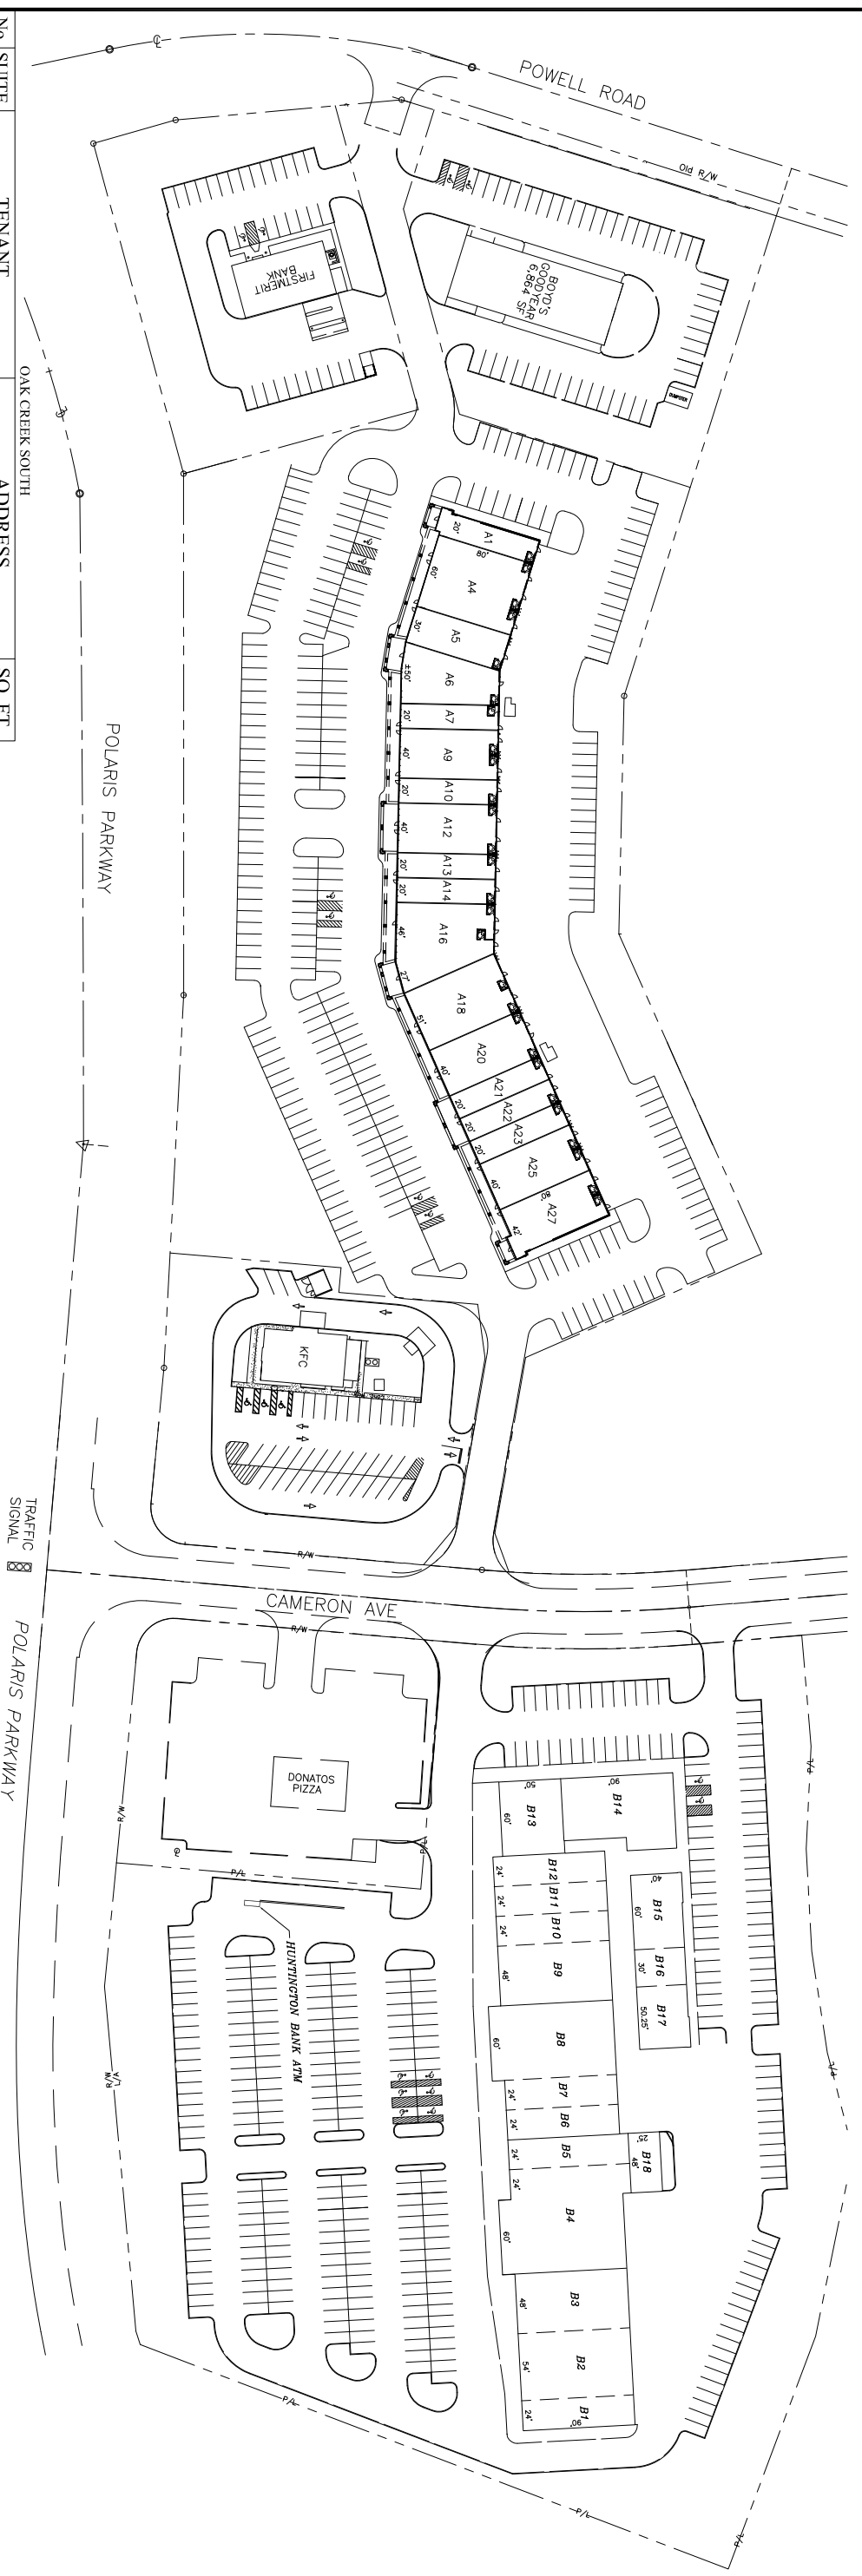 No.
SUITE
TENANT
ADDRESS
SQ. FT.
OAK CREEK SOUTH
POWELL ROAD
Old R/W
FIRSTMERIT
BANK
BOYD'S
GOODYEAR
6,864 SF
DUMPSTER
POLARIS PARKWAY
A1
20'
80'
A4
60'
A5
30'
A6
±50'
A7
20'
A9
40'
A10
20'
A12
40'
A13
20'
A14
20'
A16
46'
27'
A18
51'
A20
40'
A21
20'
A22
20'
A23
20'
A25
40'
A27
42'
KFC
R/W
TRAFFIC
SIGNAL
CAMERON AVE
R/W
POLARIS PARKWAY
DONATOS
PIZZA
R/W
P/L
P/L
P/L
HUNTINGTON BANK ATM
L/A
R/W
B14
90'
B13
50'
60'
B12
24'
B11
24'
B10
24'
B9
48'
B15
40'
60'
B16
30'
B17
50.25'
B8
60'
B7
24'
B6
24'
B5
24'
24'
B18
25'
48'
B4
60'
B3
48'
B2
54'
B1
24'
90'
P/L
P/L
P/L
P/L